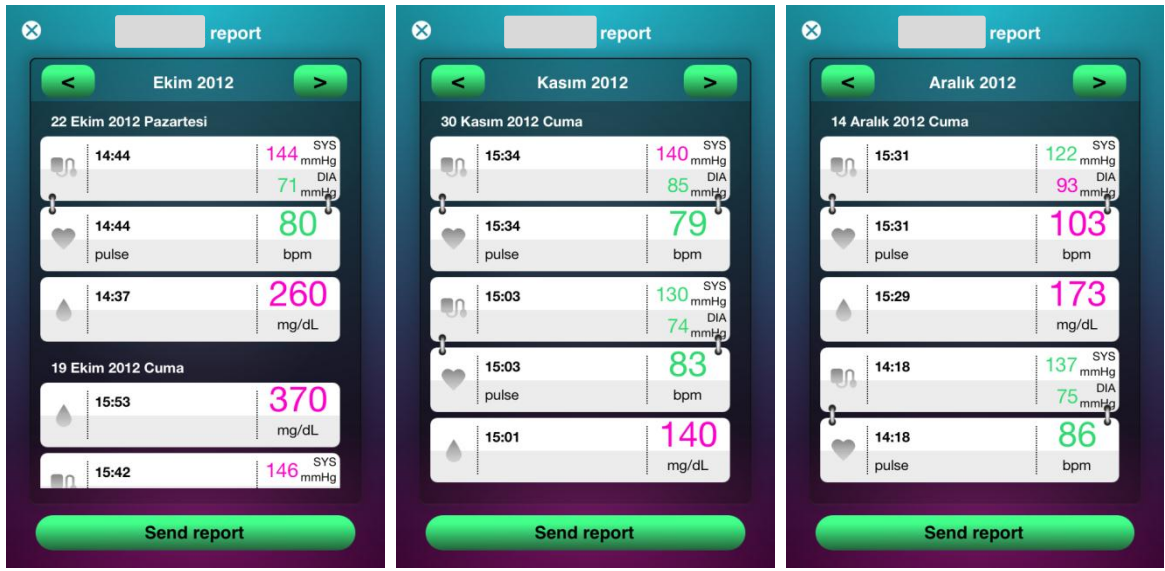 report
< Ekim 2012 >
22 Ekim 2012 Pazartesi
14:44 144 mmHg SYS
71 mmHg DIA
14:44 80
pulse bpm
14:37 260
mg/dL
19 Ekim 2012 Cuma
15:53 370
mg/dL
15:42 146 mmHg SYS
Send report
report
< Kasım 2012 >
30 Kasım 2012 Cuma
15:34 140 mmHg SYS
85 mmHg DIA
15:34 79
pulse bpm
15:03 130 mmHg SYS
74 mmHg DIA
15:03 83
pulse bpm
15:01 140
mg/dL
Send report
report
< Aralık 2012 >
14 Aralık 2012 Cuma
15:31 122 mmHg SYS
93 mmHg DIA
15:31 103
pulse bpm
15:29 173
mg/dL
14:18 137 mmHg SYS
75 mmHg DIA
14:18 86
pulse bpm
Send report